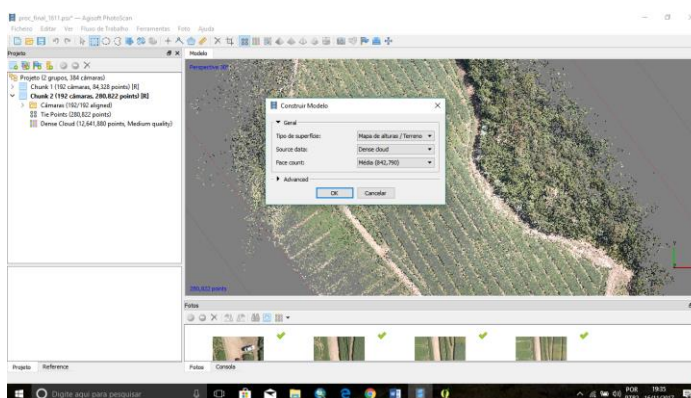 proc_final_1011.psx* — Agisoft PhotoScan
Ficheiro Editar Ver Fluxo de Trabalho Ferramentas Foto Ajuda
Projeto
Modelo
Perspective 30°
Projeto (2 grupos, 384 câmaras)
Chunk 1 (192 câmaras, 84,328 points) [R]
Chunk 2 (192 câmaras, 280,822 points) [R]
Câmaras (192/192 aligned)
Tie Points (280,822 points)
Dense Cloud (12,641,880 points, Medium quality)
Construir Modelo
Geral
Tipo de superfície: Mapa de alturas / Terreno
Source data: Dense cloud
Face count: Média (842,790)
Advanced
OK Cancelar
280,822 points
Fotos
Projeto Reference
Fotos Consola
Digite aqui para pesquisar
POR 19:35
PTB2 16/11/2017